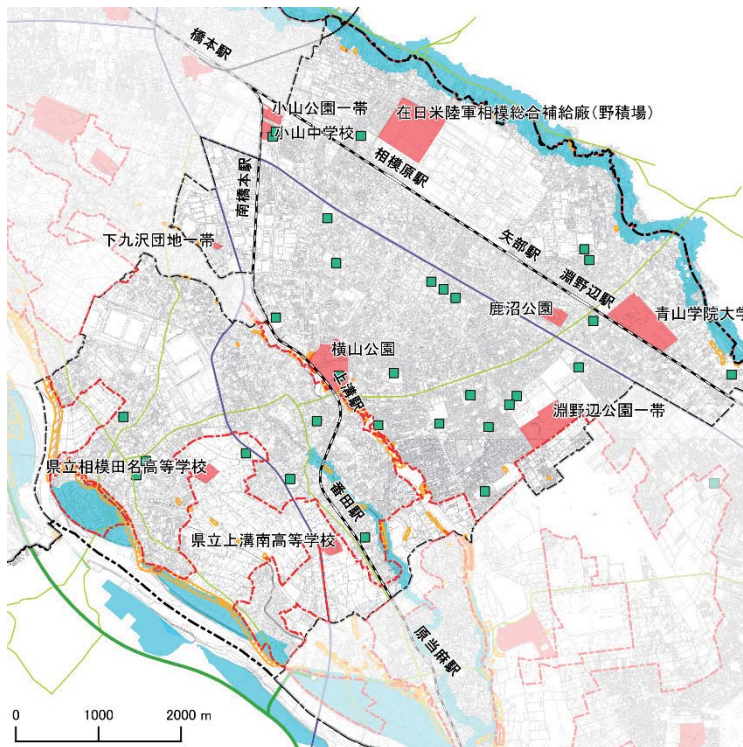 橋本駅
小山公園一帯
在日米陸軍相模総合補給廠(野積場)
小山中学校
相模原駅
南橋本駅
矢部駅
下九沢団地一帯
淵野辺駅
鹿沼公園
青山学院大学
横山公園
上溝駅
淵野辺公園一帯
県立相模田名高等学校
番田駅
県立上溝南高等学校
原当麻駅
0 1000 2000 m